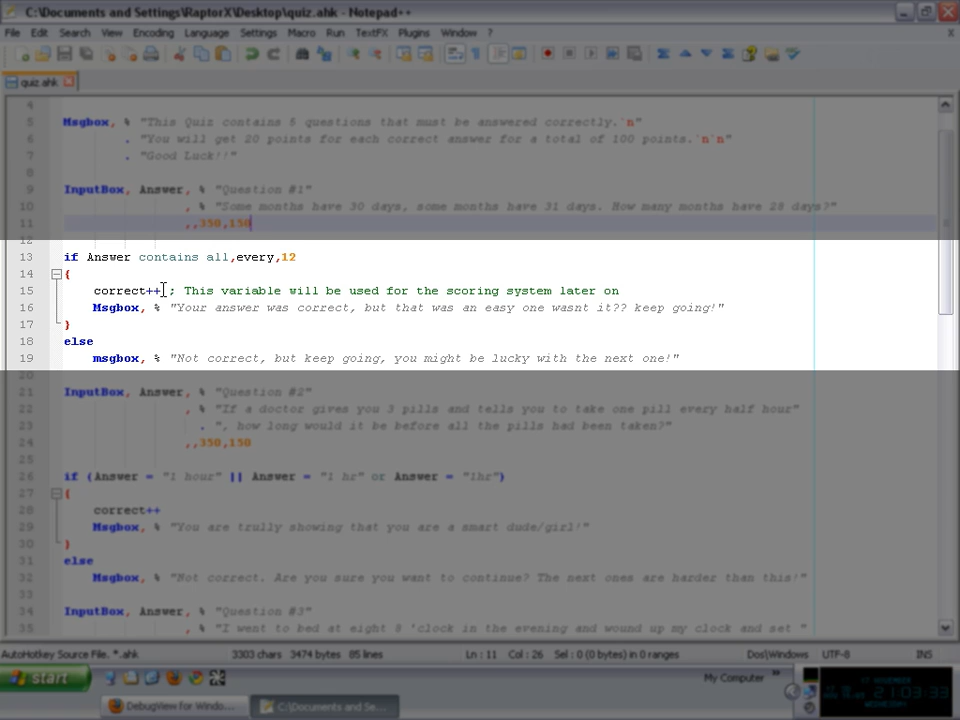 C:\Documents and Settings\RaptorX\Desktop\quiz.ahk - Notepad++
File Edit Search View Encoding Language Settings Macro Run TextFX Plugins Window ? X
quiz.ahk
4
5 Msgbox, % "This Quiz contains 5 questions that must be answered correctly.`n"
6 . "You will get 20 points for each correct answer for a total of 100 points.`n`n"
7 . "Good Luck!!"
8
9 InputBox, Answer, % "Question #1"
10 , % "Some months have 30 days, some months have 31 days. How many months have 28 days?"
11 ,,350,150
12
13 if Answer contains all,every,12
14 {
15 correct++ ; This variable will be used for the scoring system later on
16 Msgbox, % "Your answer was correct, but that was an easy one wasnt it?? keep going!"
17 }
18 else
19 msgbox, % "Not correct, but keep going, you might be lucky with the next one!"
20
21 InputBox, Answer, % "Question #2"
22 , % "If a doctor gives you 3 pills and tells you to take one pill every half hour"
23 . ", how long would it be before all the pills had been taken?"
24 ,,350,150
25
26 if (Answer = "1 hour" || Answer = "1 hr" or Answer = "1hr")
27 {
28 correct++
29 Msgbox, % "You are trully showing that you are a smart dude/girl!"
30 }
31 else
32 Msgbox, % "Not correct. Are you sure you want to continue? The next ones are harder than this!"
33
34 InputBox, Answer, % "Question #3"
35 , % "I went to bed at eight 8 'clock in the evening and wound up my clock and set "
AutoHotkey Source File. *.ahk 3303 chars 3474 bytes 85 lines Ln : 11 Col : 26 Sel : 0 (0 bytes) in 0 ranges Dos\Windows UTF-8 INS
start My Computer »
17 NOVEMBER
DebugView for Windo... C:\Documents and Se... 21:03:33